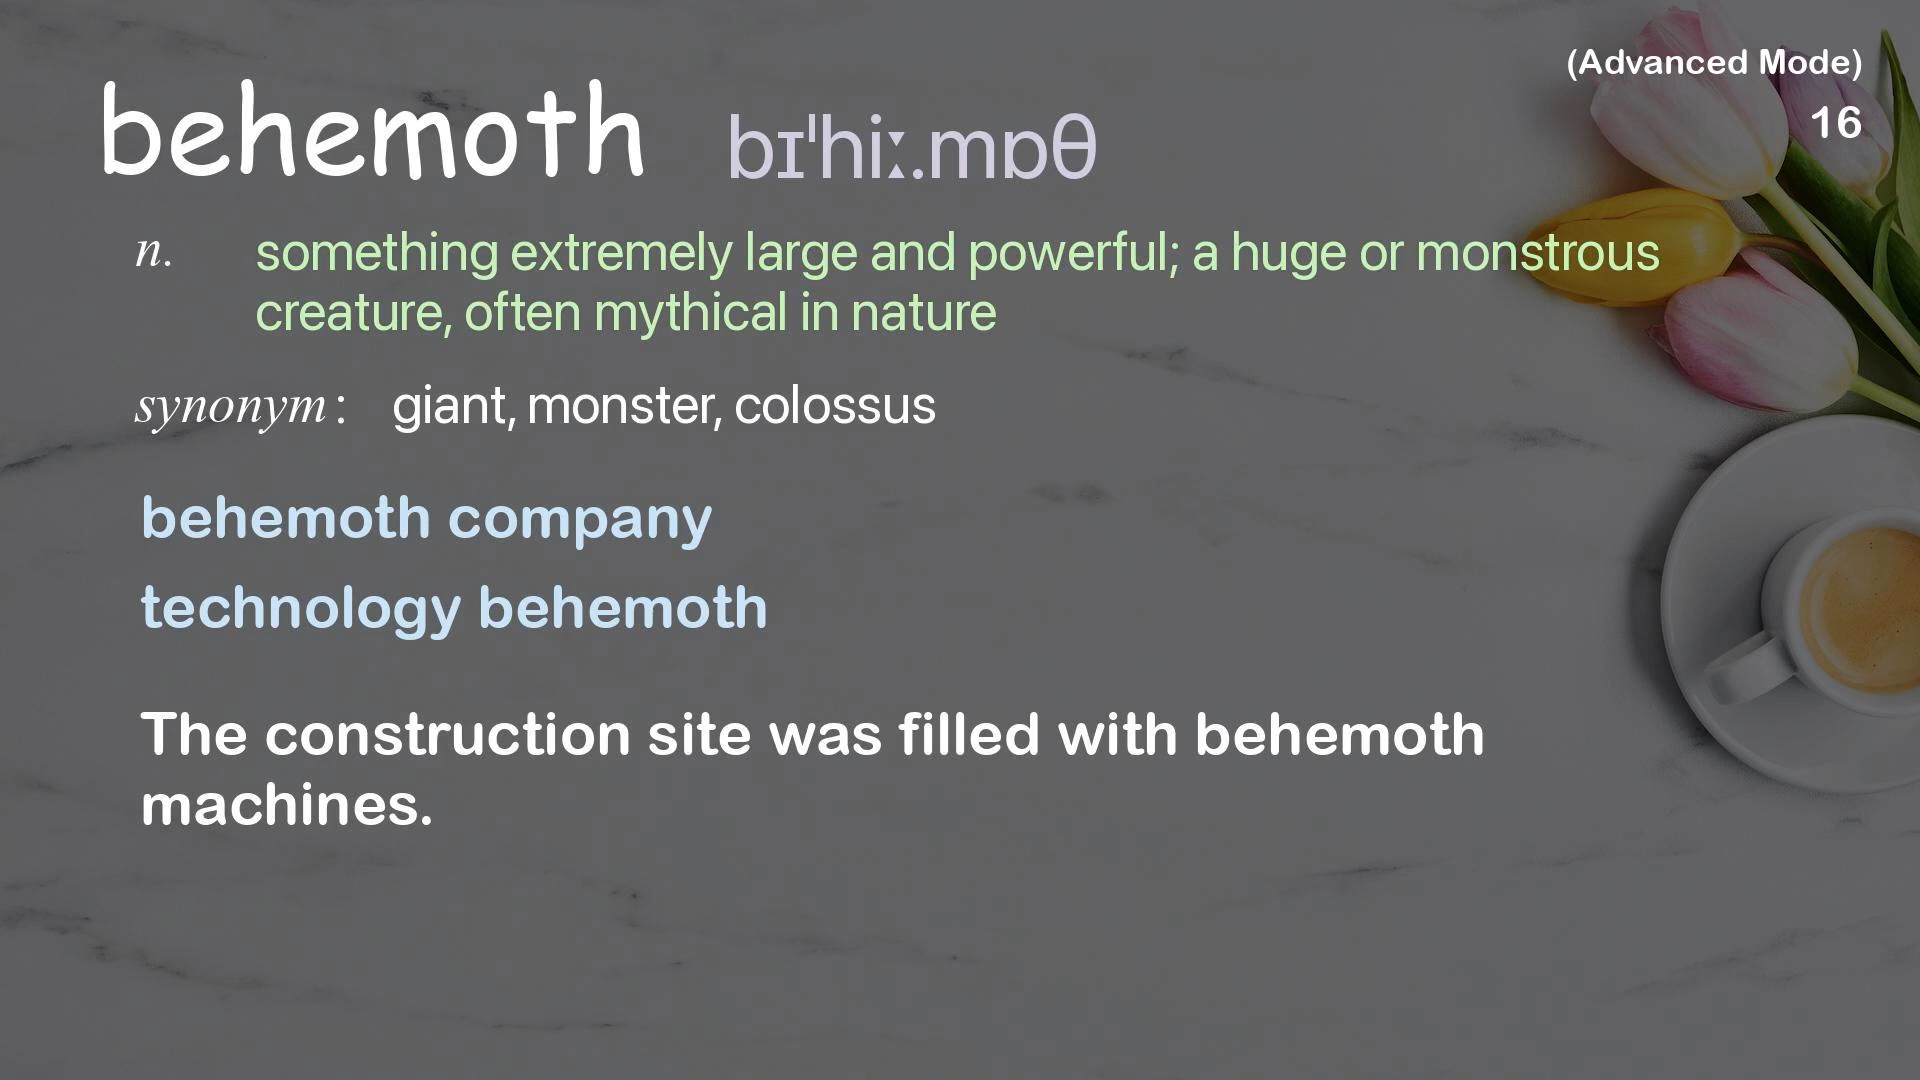 (Advanced Mode)
16
behemoth bɪˈhiː.mɒθ
n. something extremely large and powerful; a huge or monstrous
creature, often mythical in nature
synonym: giant, monster, colossus
behemoth company
technology behemoth
The construction site was filled with behemoth
machines.